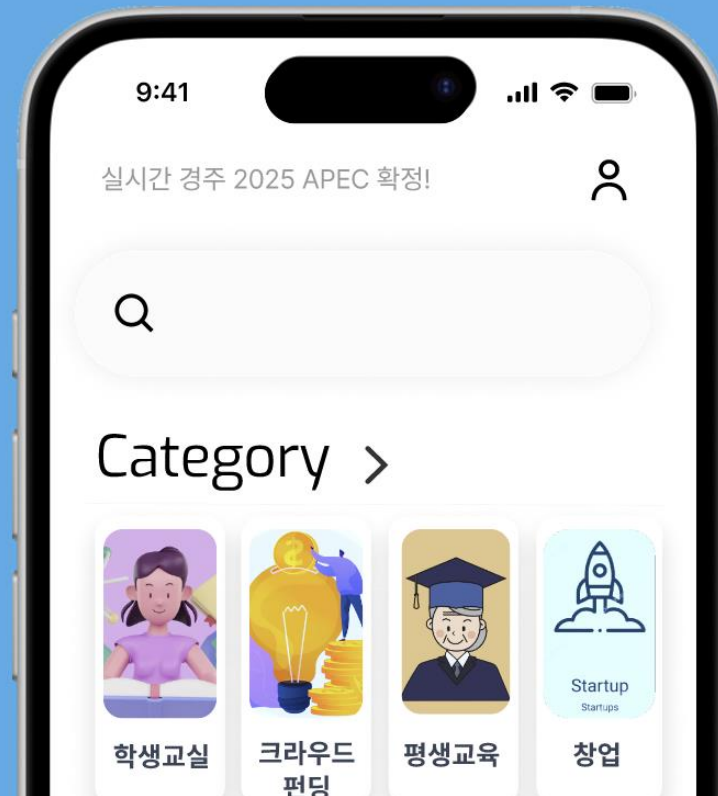 9:41
실시간 경주 2025 APEC 확정!
Category >
Startup
Startups
학생교실
크라우드
펀딩
평생교육
창업